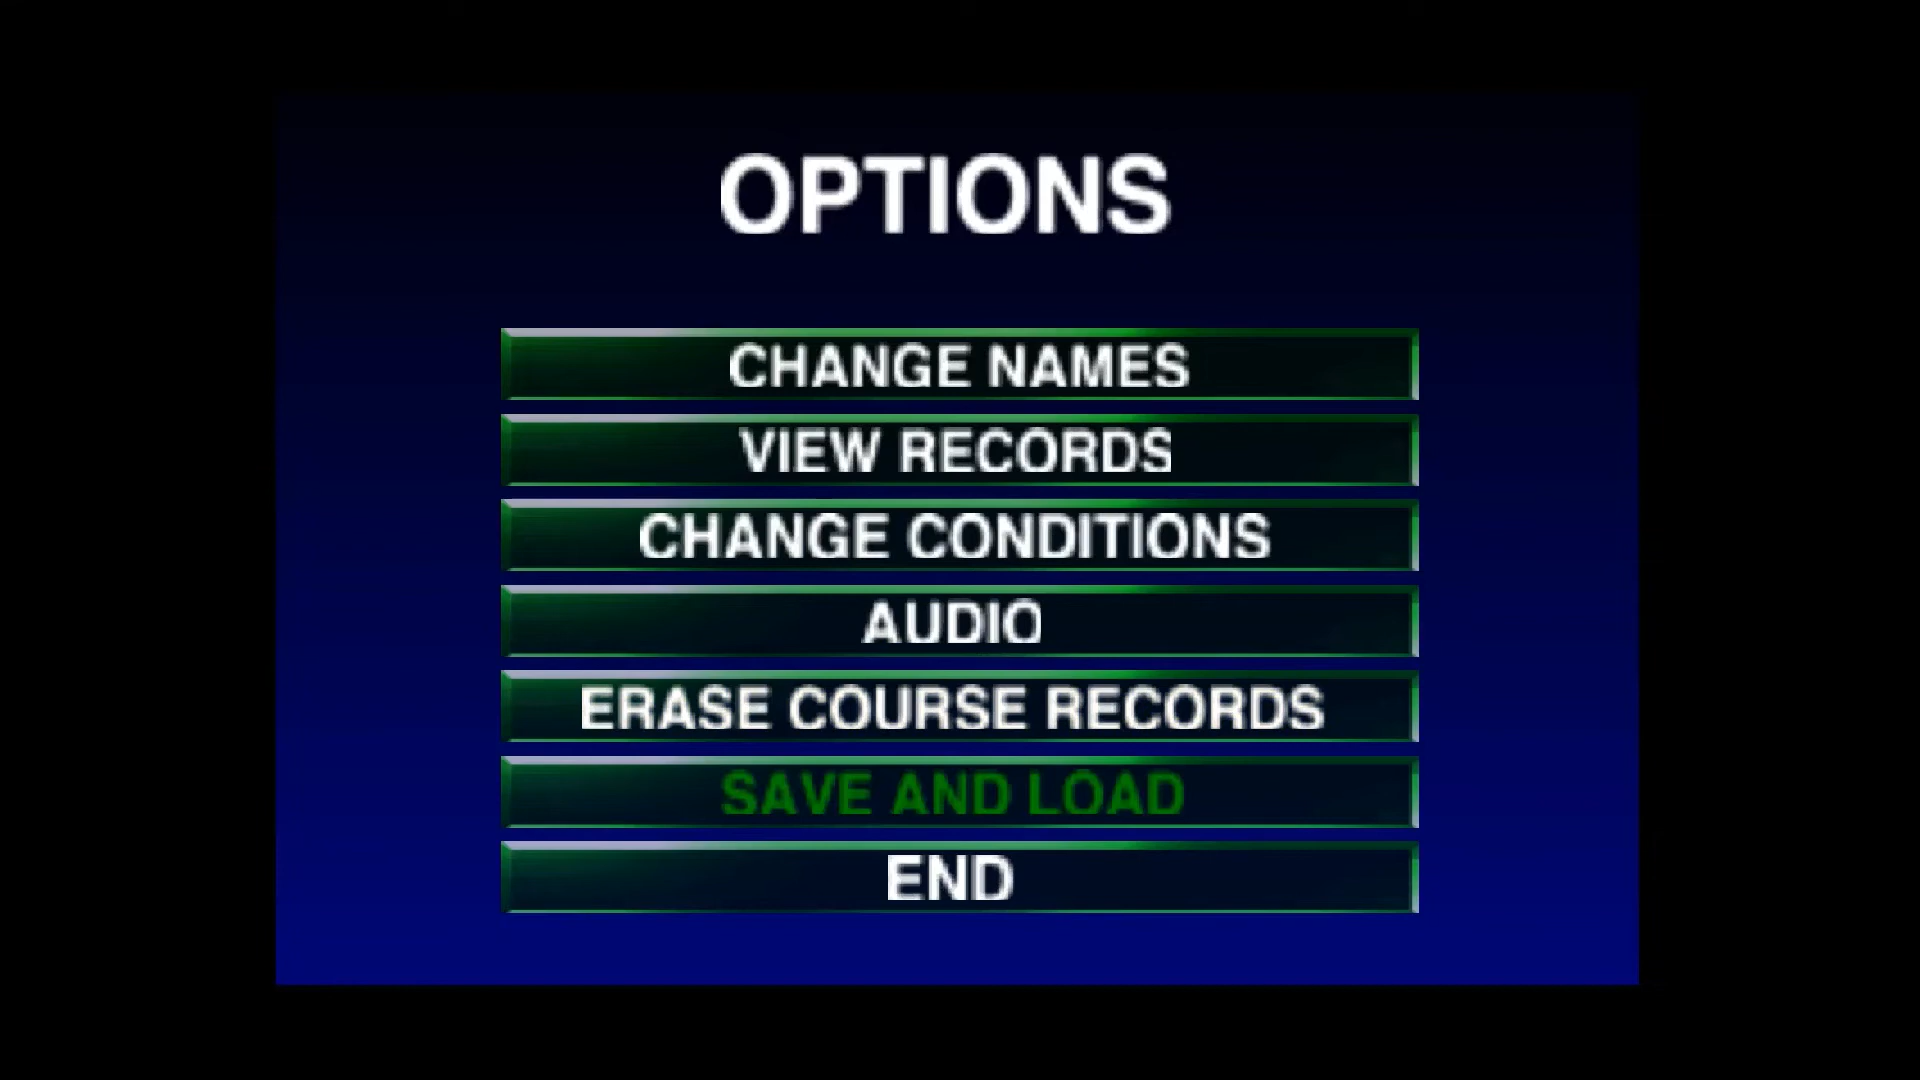 OPTIONS
CHANGE NAMES
VIEW RECORDS
CHANGE CONDITIONS
AUDIO
ERASE COURSE RECORDS
SAVE AND LOAD
END